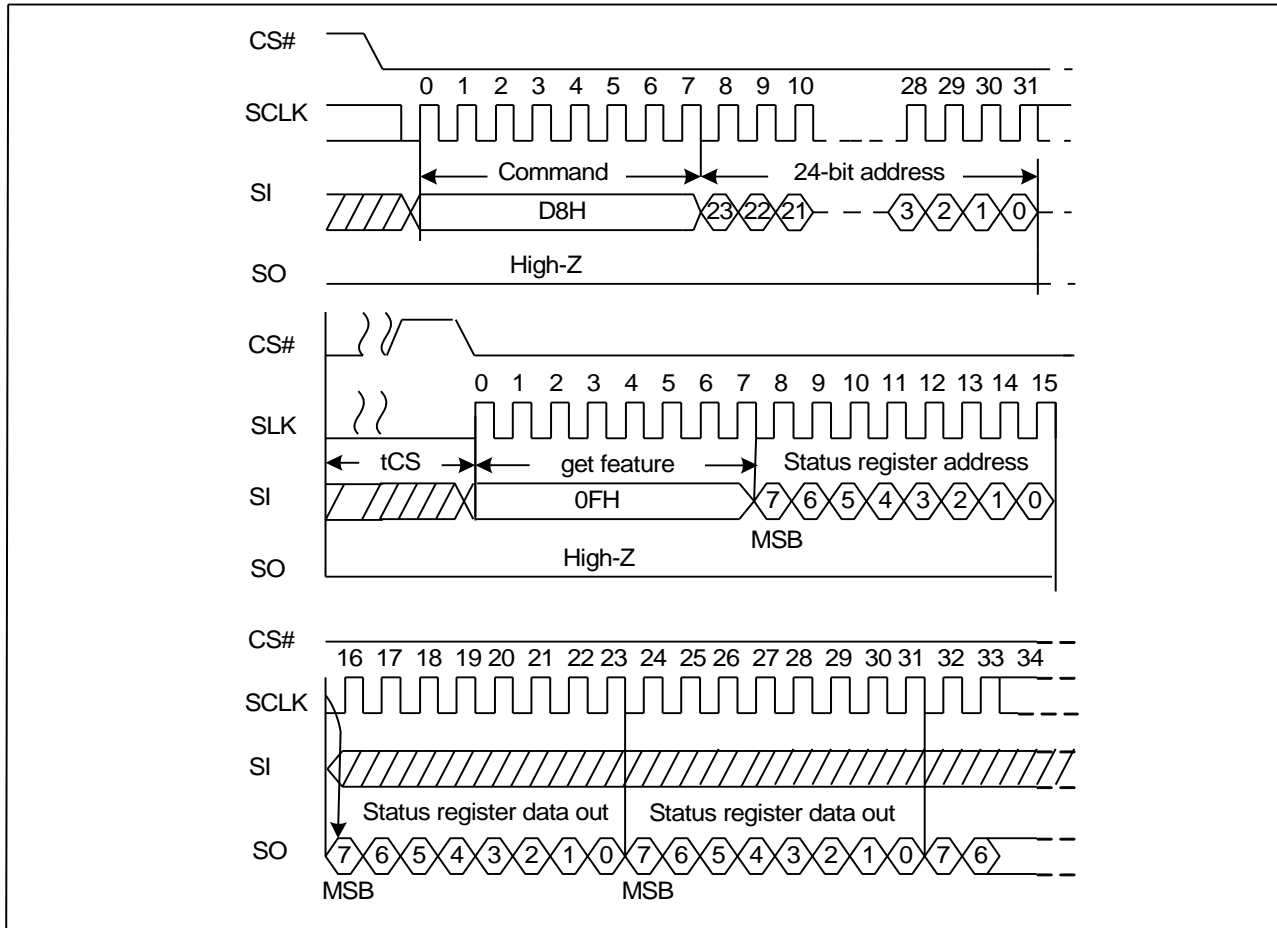 CS#
0 1 2 3 4 5 6 7 8 9 10 28 29 30 31
SCLK
Command 24-bit address
SI
D8H 23 22 21 3 2 1 0
High-Z
SO
CS#
0 1 2 3 4 5 6 7 8 9 10 11 12 13 14 15
SLK
tCS get feature Status register address
SI
0FH 7 6 5 4 3 2 1 0
MSB
High-Z
SO
CS#
16 17 18 19 20 21 22 23 24 25 26 27 28 29 30 31 32 33 34
SCLK
SI
Status register data out Status register data out
SO 7 6 5 4 3 2 1 0 7 6 5 4 3 2 1 0 7 6
MSB MSB